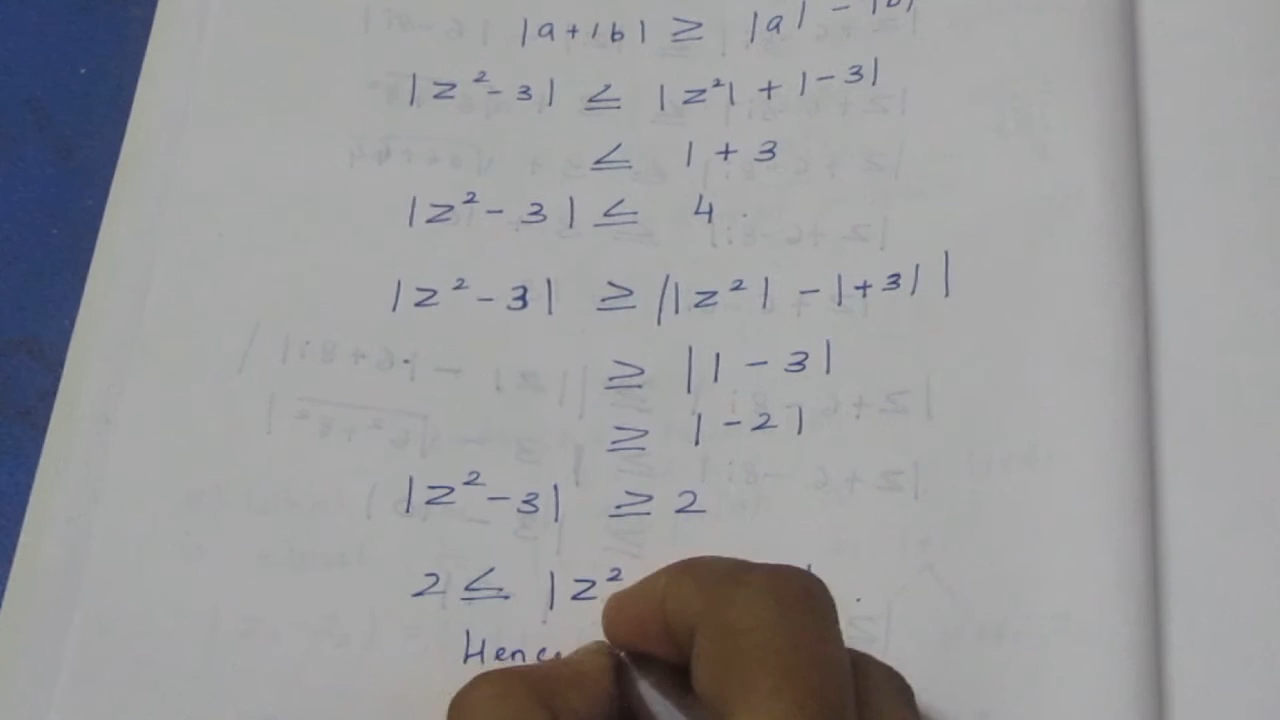 |a+|b| ≥ |a| - |b|
|z² - 3| ≤ |z²| + |-3|
≤ 1 + 3
|z² - 3| ≤ 4
|z² - 3| ≥ ||z²| - |+3||
≥ |1 - 3|
≥ |-2|
|z² - 3| ≥ 2
2 ≤ |z²